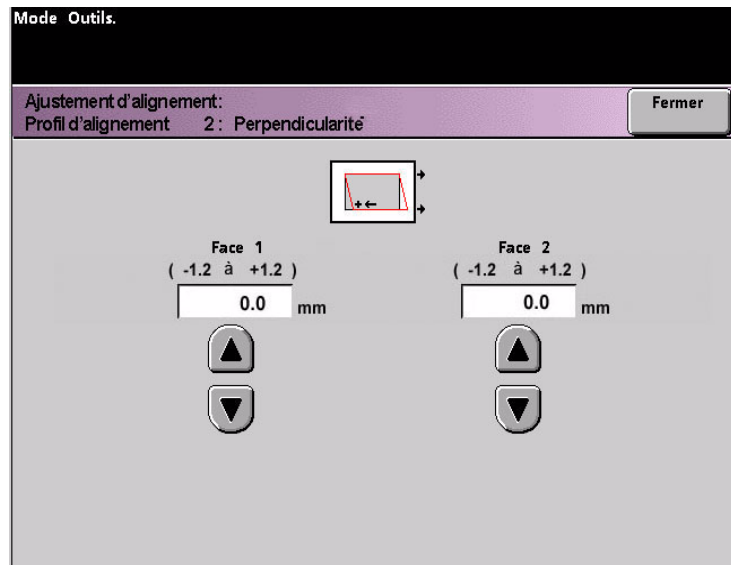 Mode Outils.
Ajustement d'alignement:
Profil d'alignement 2: Perpendicularité
Fermer
Face 1
( -1.2 à +1.2 )
0.0 mm
Face 2
( -1.2 à +1.2 )
0.0 mm